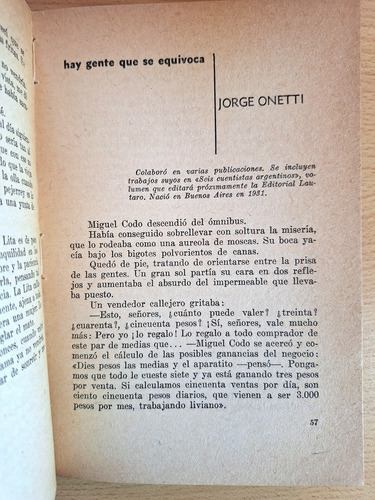 hay gente que se equivoca
JORGE ONETTI
Colaboró en varias publicaciones. Se incluyen
trabajos suyos en «Seis cuentistas argentinos», vo-
lumen que editará próximamente la Editorial Lau-
taro. Nació en Buenos Aires en 1931.
Miguel Codo descendió del ómnibus.
Había conseguido sobrellevar con soltura la miseria,
que lo rodeaba como una aureola de moscas. Su boca ya-
cía bajo los bigotes polvorientos de canas.
Quedó de pie, tratando de orientarse entre la prisa
de las gentes. Un gran sol partía su cara en dos refle-
jos y aumentaba el absurdo del impermeable que lleva-
ba puesto.
Un vendedor callejero gritaba:
—Esto, señores, ¿cuánto puede valer? ¿treinta?
¿cuarenta?, ¿cincuenta pesos? ¡Sí, señores, vale mucho
más: Pero yo ¡lo regalo! Lo regalo a todo comprador de
este par de medias que... —Miguel Codo se acercó y co-
menzó el cálculo de las posibles ganancias del negocio:
«Diez pesos las medias y el aparatito —pensó—. Ponga-
mos que todo le cueste siete y ya está ganando tres pesos
por venta. Si calculamos cincuenta ventas por día, son
ciento cincuenta pesos diarios, que vienen a ser 3.000
pesos por mes, trabajando liviano».
57